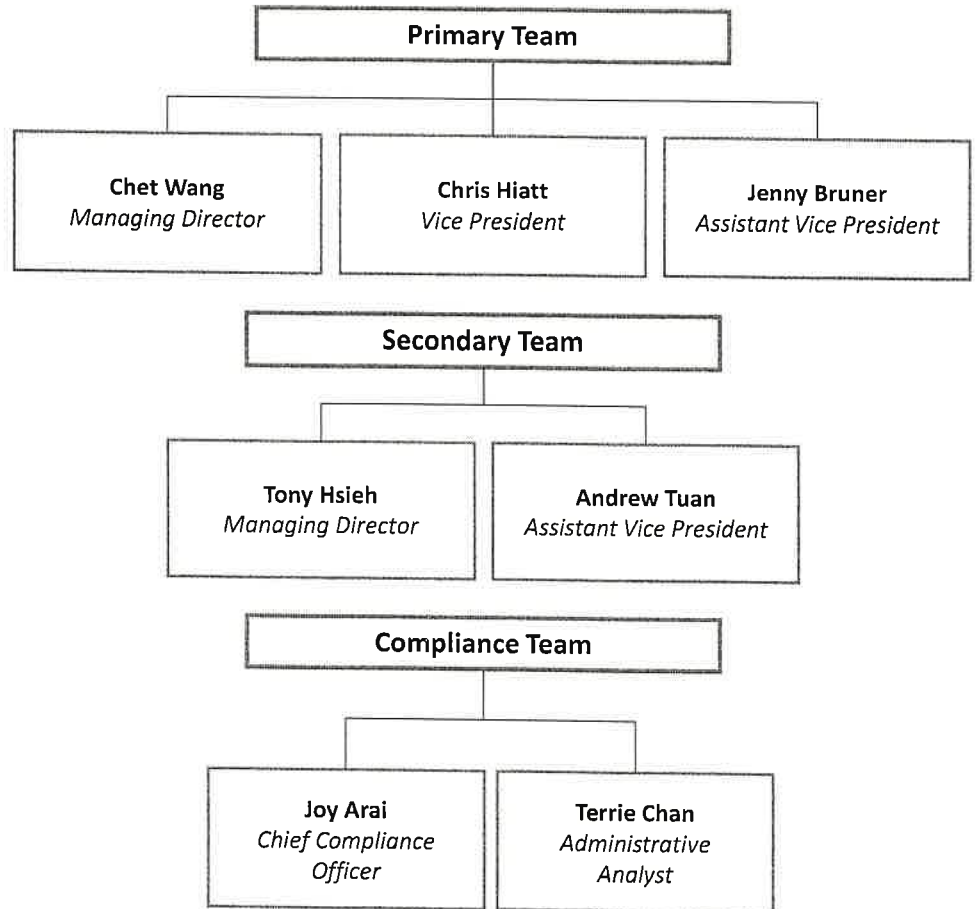 Primary Team
Chet Wang
Managing Director
Chris Hiatt
Vice President
Jenny Bruner
Assistant Vice President
Secondary Team
Tony Hsieh
Managing Director
Andrew Tuan
Assistant Vice President
Compliance Team
Joy Arai
Chief Compliance
Officer
Terrie Chan
Administrative
Analyst